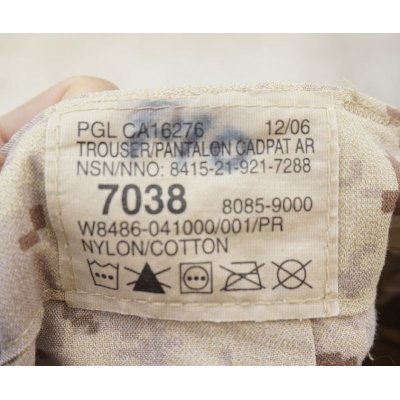 PGL CA16276 12/06
TROUSER/PANTALON CADPAT AR
NSN/NNO: 8415-21-921-7288
7038 8085-9000
W8486-041000/001/PR
NYLON/COTTON